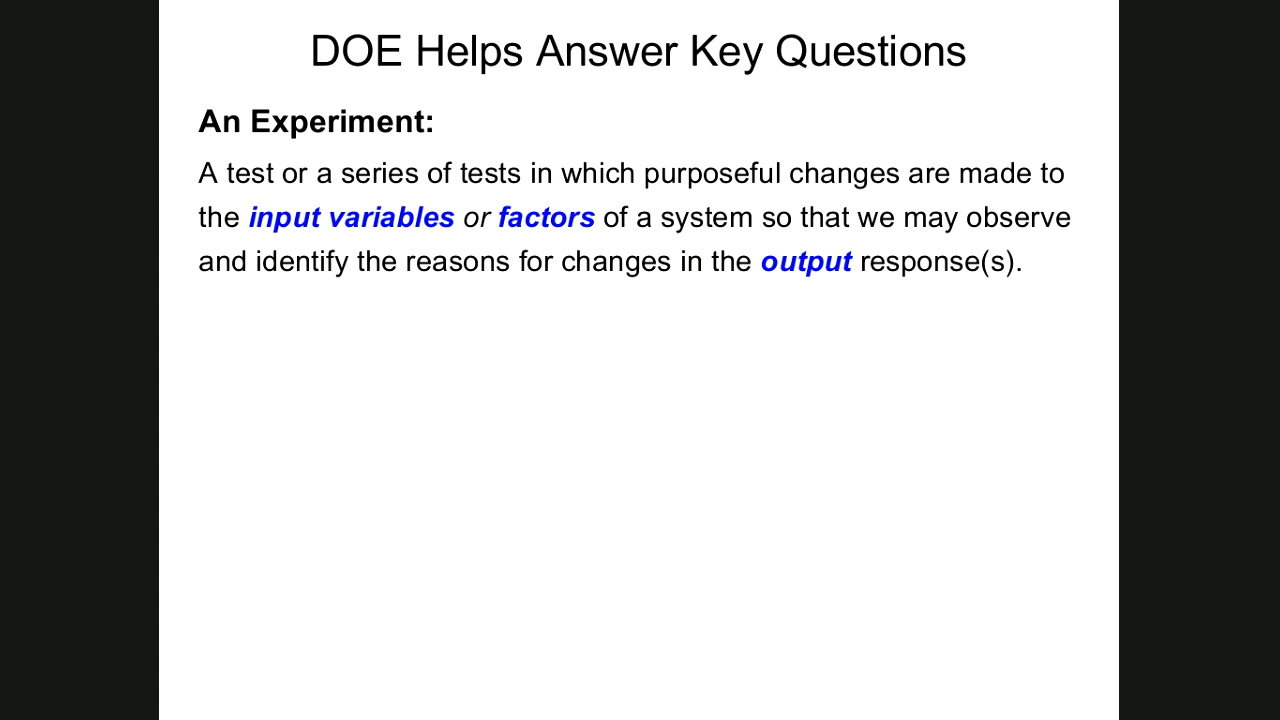 DOE Helps Answer Key Questions
An Experiment:
A test or a series of tests in which purposeful changes are made to
the input variables or factors of a system so that we may observe
and identify the reasons for changes in the output response(s).